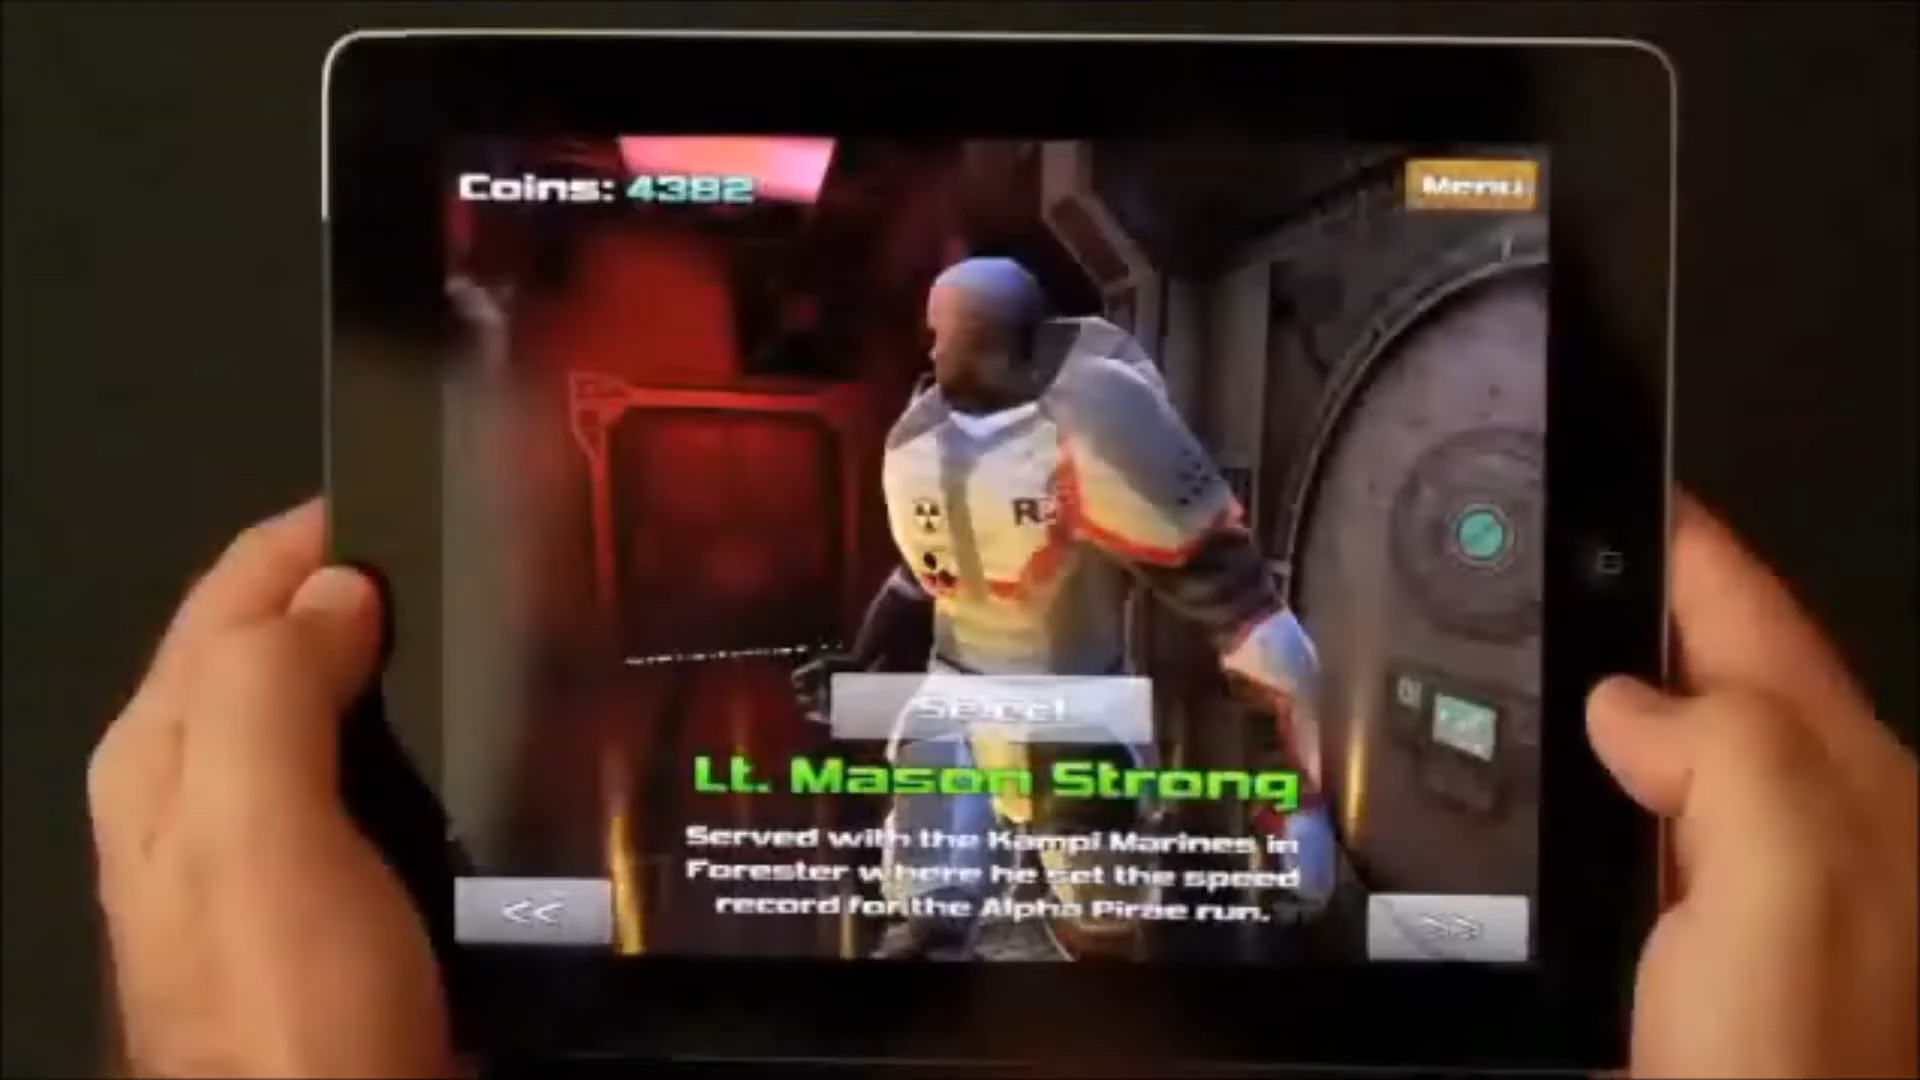 Coins: 4382
Menu
Select
Lt. Mason Strong
Served with the Kampi Marines in
Forester where he set the speed
record for the Alpha Pirae run.
<<
>>